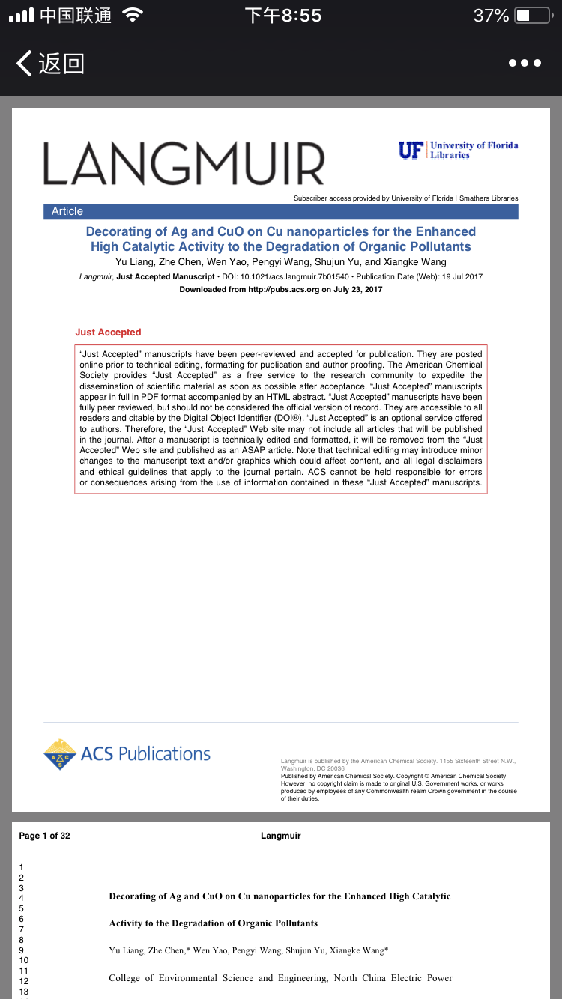 中国联通 下午8:55 37%
返回
LANGMUIR
UF University of Florida
Libraries
Subscriber access provided by University of Florida | Smathers Libraries
Article
Decorating of Ag and CuO on Cu nanoparticles for the Enhanced
High Catalytic Activity to the Degradation of Organic Pollutants
Yu Liang, Zhe Chen, Wen Yao, Pengyi Wang, Shujun Yu, and Xiangke Wang
Langmuir, Just Accepted Manuscript • DOI: 10.1021/acs.langmuir.7b01540 • Publication Date (Web): 19 Jul 2017
Downloaded from http://pubs.acs.org on July 23, 2017
Just Accepted
“Just Accepted” manuscripts have been peer-reviewed and accepted for publication. They are posted
online prior to technical editing, formatting for publication and author proofing. The American Chemical
Society provides “Just Accepted” as a free service to the research community to expedite the
dissemination of scientific material as soon as possible after acceptance. “Just Accepted” manuscripts
appear in full in PDF format accompanied by an HTML abstract. “Just Accepted” manuscripts have been
fully peer reviewed, but should not be considered the official version of record. They are accessible to all
readers and citable by the Digital Object Identifier (DOI®). “Just Accepted” is an optional service offered
to authors. Therefore, the “Just Accepted” Web site may not include all articles that will be published
in the journal. After a manuscript is technically edited and formatted, it will be removed from the “Just
Accepted” Web site and published as an ASAP article. Note that technical editing may introduce minor
changes to the manuscript text and/or graphics which could affect content, and all legal disclaimers
and ethical guidelines that apply to the journal pertain. ACS cannot be held responsible for errors
or consequences arising from the use of information contained in these “Just Accepted” manuscripts.
ACS Publications
Langmuir is published by the American Chemical Society. 1155 Sixteenth Street N.W.,
Washington, DC 20036
Published by American Chemical Society. Copyright © American Chemical Society.
However, no copyright claim is made to original U.S. Government works, or works
produced by employees of any Commonwealth realm Crown government in the course
of their duties.
Page 1 of 32 Langmuir
1
2
3
4 Decorating of Ag and CuO on Cu nanoparticles for the Enhanced High Catalytic
5
6
7 Activity to the Degradation of Organic Pollutants
8
9 Yu Liang, Zhe Chen,* Wen Yao, Pengyi Wang, Shujun Yu, Xiangke Wang*
10
11
12 College of Environmental Science and Engineering, North China Electric Power
13